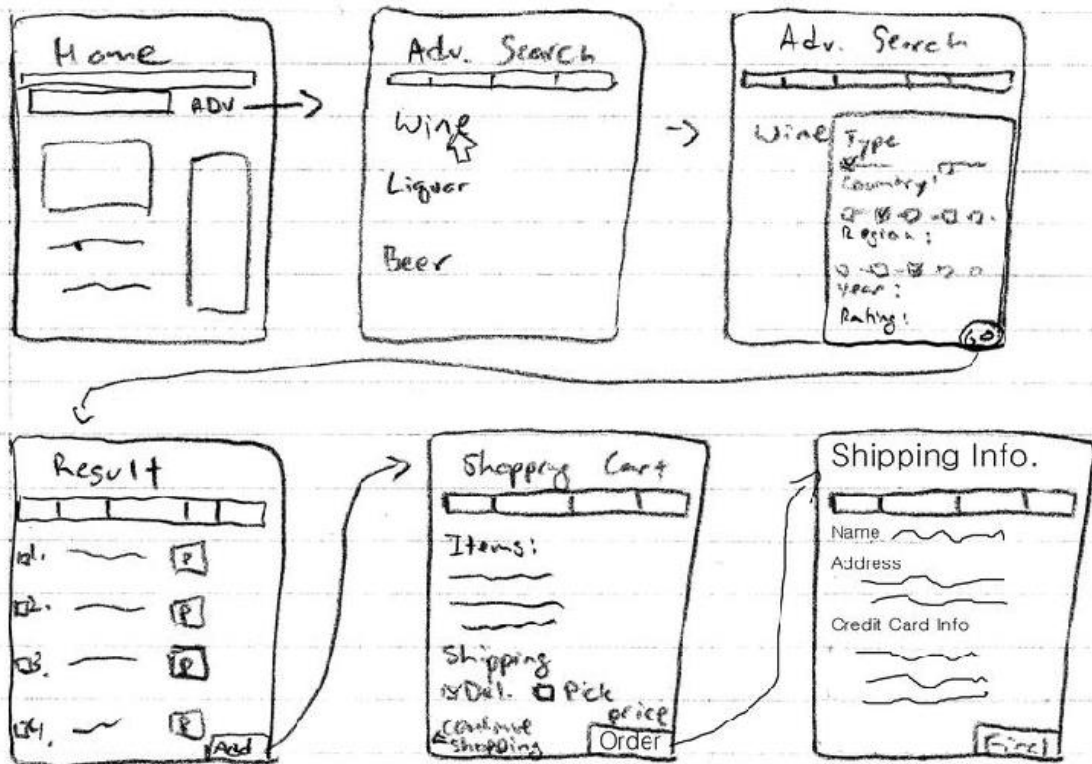 Home
ADV
Adv. Search
Wine
Liquor
Beer
Adv. Search
Wine
Type
Country:
Region:
Year:
Rating:
GO
Result
1. P
2. P
3. P
4. P
Add
Shopping Cart
Items:
Shipping
Del. Pick
price
continue
shopping
Order
Shipping Info.
Name
Address
Credit Card Info